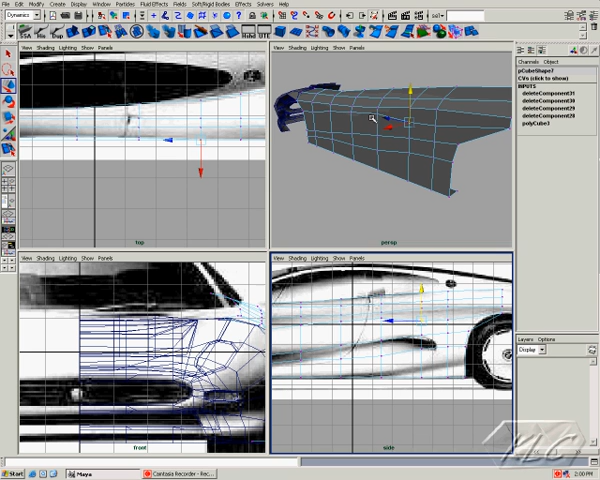 File Edit Modify Create Display Window Particles Fluid Effects Fields Soft/Rigid Bodies Effects Solvers Help
Dynamics
sel
Hist
View Shading Lighting Show Panels
View Shading Lighting Show Panels
top
persp
View Shading Lighting Show Panels
View Shading Lighting Show Panels
front
side
Channels Object
pCubeShape7
CVs (click to show)
INPUTS
deleteComponent31
deleteComponent30
deleteComponent29
deleteComponent28
polyCube3
Layers Options
Display
Start
Maya
Camtasia Recorder - Rec...
2:00 PM